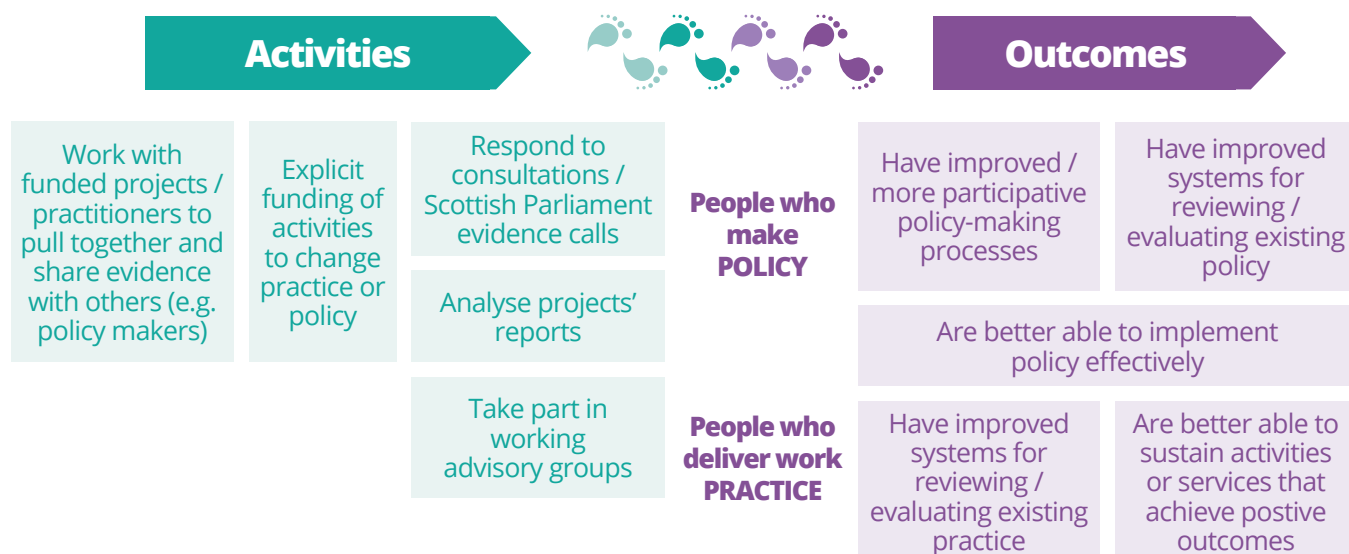 Activities
Outcomes
Work with
funded projects /
practitioners to
pull together and
share evidence
with others (e.g.
policy makers)
Explicit
funding of
activities
to change
practice or
policy
Respond to
consultations /
Scottish Parliament
evidence calls
Analyse projects’
reports
Take part in
working
advisory groups
People who
make
POLICY
People who
deliver work
PRACTICE
Have improved /
more participative
policy-making
processes
Have improved
systems for
reviewing /
evaluating existing
policy
Are better able to implement
policy effectively
Have improved
systems for
reviewing /
evaluating existing
practice
Are better able to
sustain activities
or services that
achieve postive
outcomes